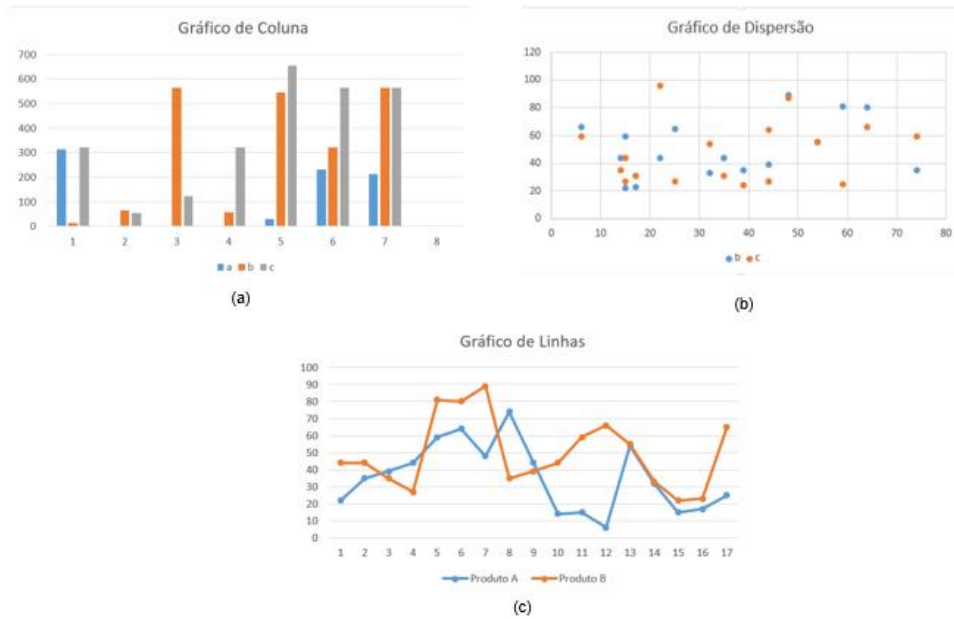 Gráfico de Coluna
700
600
500
400
300
200
100
0
1 2 3 4 5 6 7 8
a b c
(a)
Gráfico de Dispersão
120
100
80
60
40
20
0
0 10 20 30 40 50 60 70 80
b c
(b)
Gráfico de Linhas
100
90
80
70
60
50
40
30
20
10
0
1 2 3 4 5 6 7 8 9 10 11 12 13 14 15 16 17
Produto A Produto B
(c)